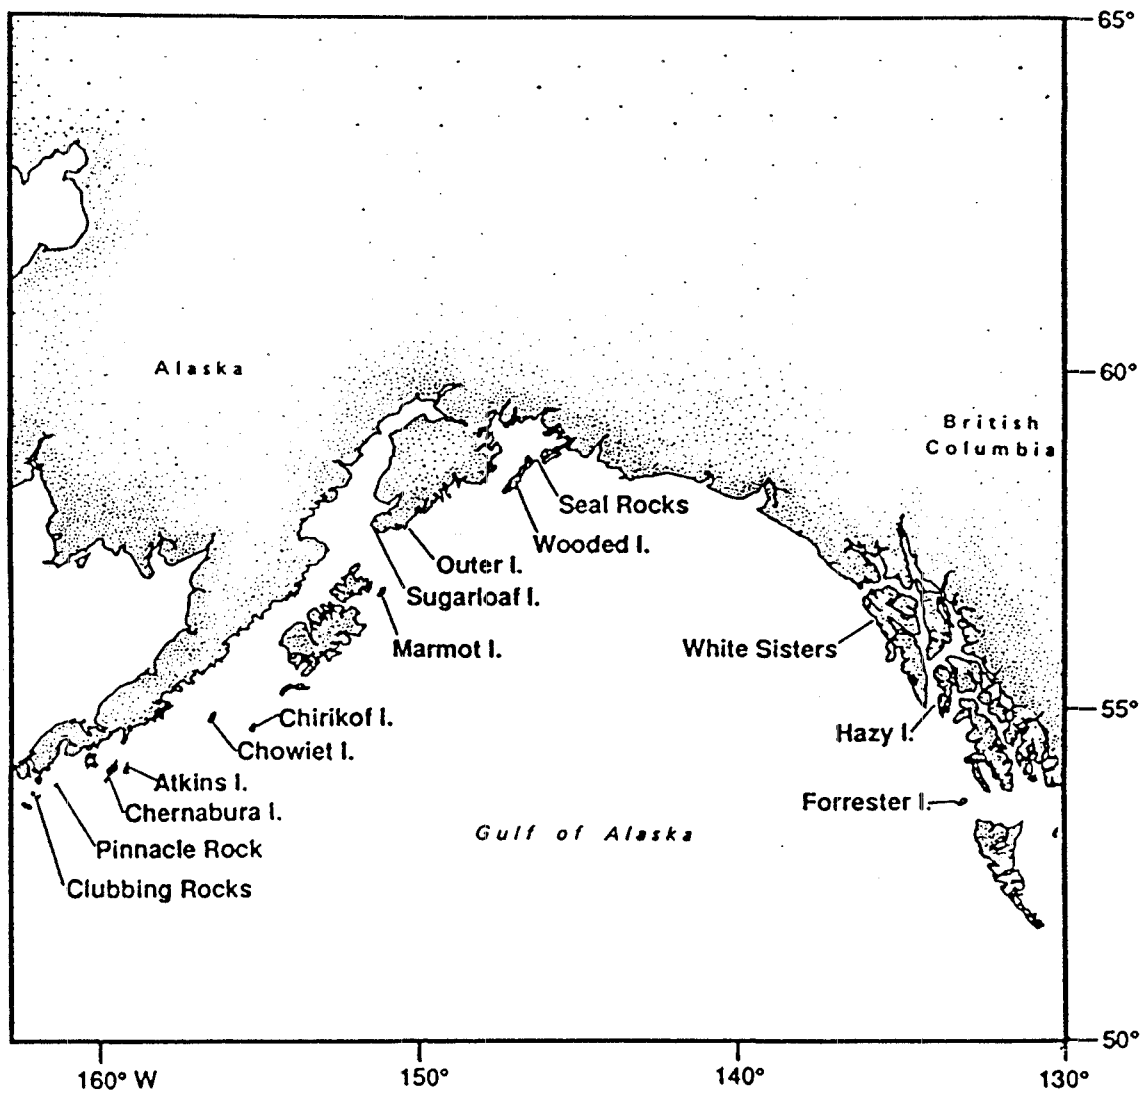 65°
Alaska
60°
British
Columbia
Seal Rocks
Wooded I.
Outer I.
Sugarloaf I.
Marmot I.
White Sisters
Chirikof I.
55°
Hazy I.
Chowiet I.
Atkins I.
Forrester I.
Chernabura I.
Gulf of Alaska
Pinnacle Rock
Clubbing Rocks
50°
160° W
150°
140°
130°